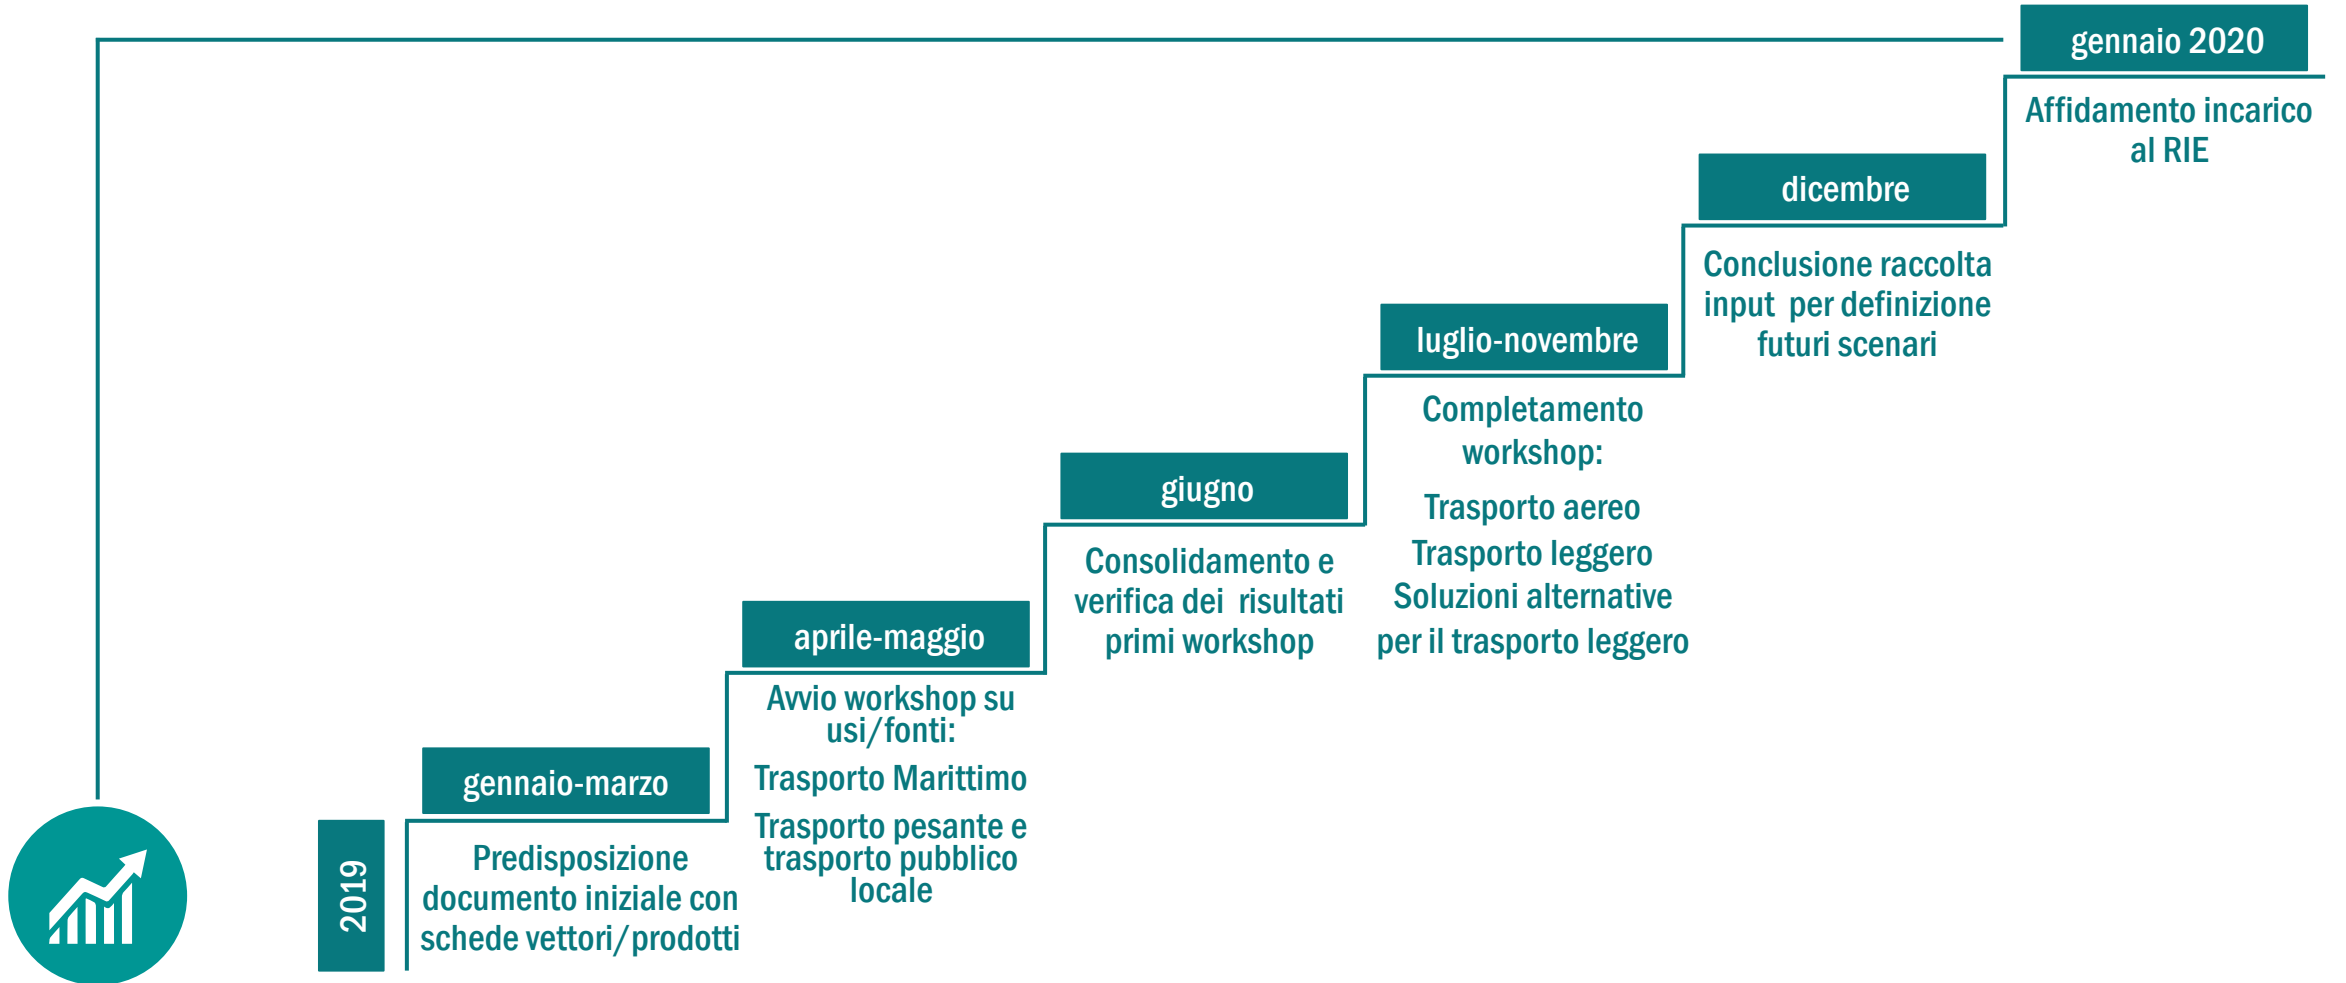 2019
gennaio-marzo
Predisposizione
documento iniziale con
schede vettori/prodotti
aprile-maggio
Avvio workshop su
usi/fonti:
Trasporto Marittimo
Trasporto pesante e
trasporto pubblico
locale
giugno
Consolidamento e
verifica dei risultati
primi workshop
luglio-novembre
Completamento
workshop:
Trasporto aereo
Trasporto leggero
Soluzioni alternative
per il trasporto leggero
dicembre
Conclusione raccolta
input per definizione
futuri scenari
gennaio 2020
Affidamento incarico
al RIE